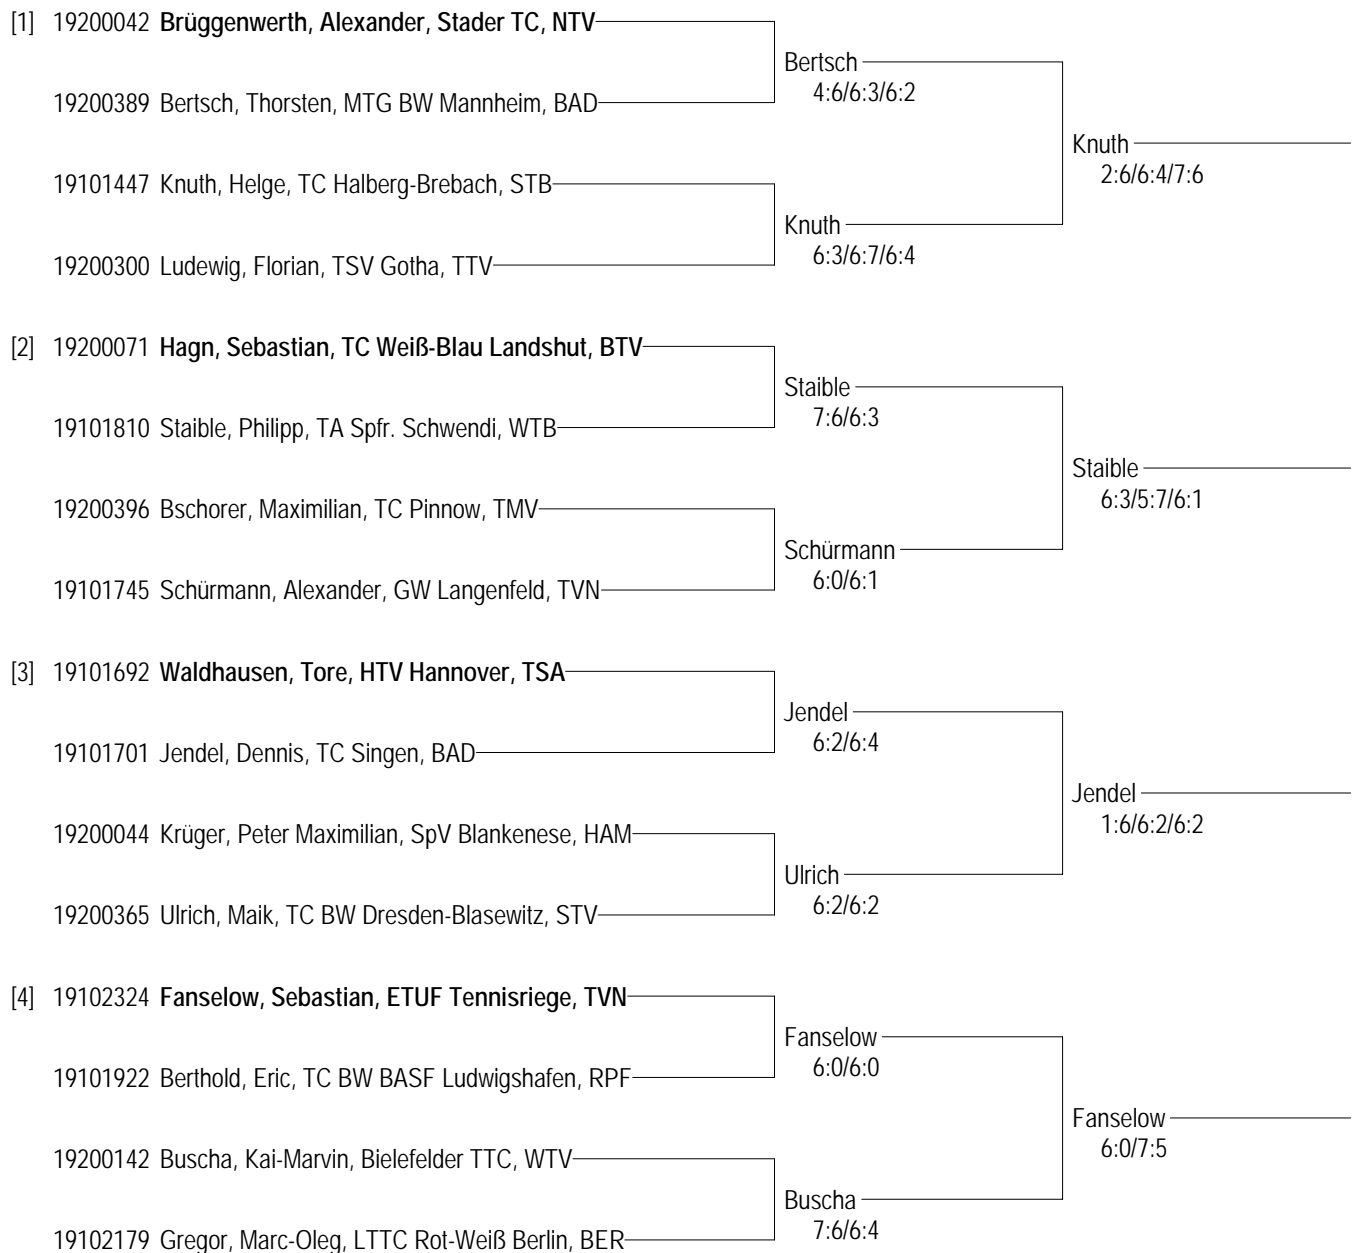 [1] 19200042 Brüggenwerth, Alexander, Stader TC, NTV
Bertsch
4:6/6:3/6:2
19200389 Bertsch, Thorsten, MTG BW Mannheim, BAD
Knuth
2:6/6:4/7:6
19101447 Knuth, Helge, TC Halberg-Brebach, STB
Knuth
6:3/6:7/6:4
19200300 Ludewig, Florian, TSV Gotha, TTV
[2] 19200071 Hagn, Sebastian, TC Weiß-Blau Landshut, BTV
Staible
7:6/6:3
19101810 Staible, Philipp, TA Spfr. Schwendi, WTB
Staible
6:3/5:7/6:1
19200396 Bschorer, Maximilian, TC Pinnow, TMV
Schürmann
6:0/6:1
19101745 Schürmann, Alexander, GW Langenfeld, TVN
[3] 19101692 Waldhausen, Tore, HTV Hannover, TSA
Jendel
6:2/6:4
19101701 Jendel, Dennis, TC Singen, BAD
Jendel
1:6/6:2/6:2
19200044 Krüger, Peter Maximilian, SpV Blankenese, HAM
Ulrich
6:2/6:2
19200365 Ulrich, Maik, TC BW Dresden-Blasewitz, STV
[4] 19102324 Fanselow, Sebastian, ETUF Tennisriege, TVN
Fanselow
6:0/6:0
19101922 Berthold, Eric, TC BW BASF Ludwigshafen, RPF
Fanselow
6:0/7:5
19200142 Buscha, Kai-Marvin, Bielefelder TTC, WTV
Buscha
7:6/6:4
19102179 Gregor, Marc-Oleg, LTTC Rot-Weiß Berlin, BER